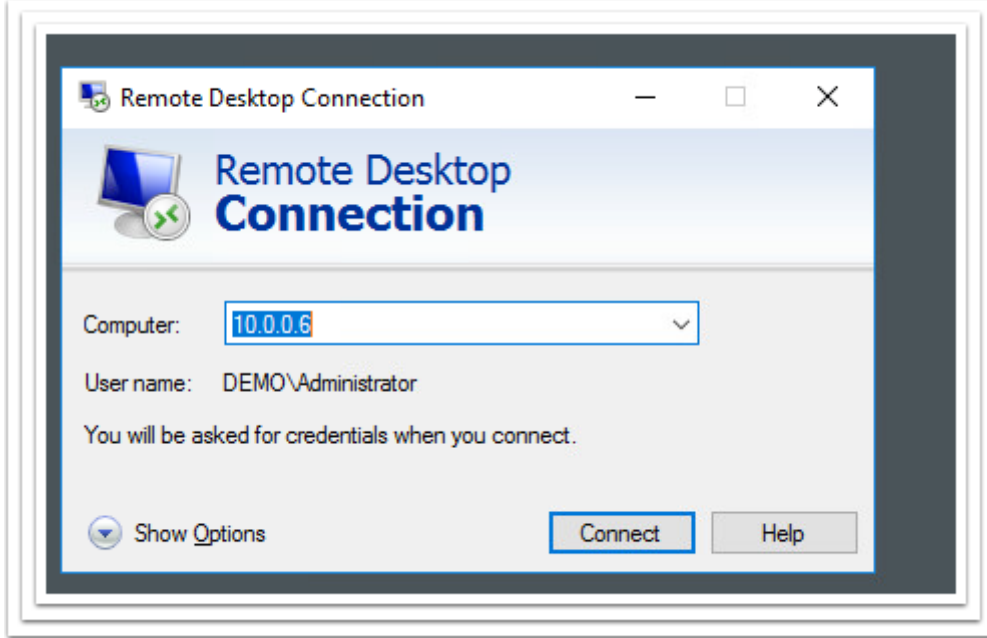 Remote Desktop Connection
Remote Desktop
Connection
Computer: 10.0.0.6
User name: DEMO\Administrator
You will be asked for credentials when you connect.
Show Options Connect Help